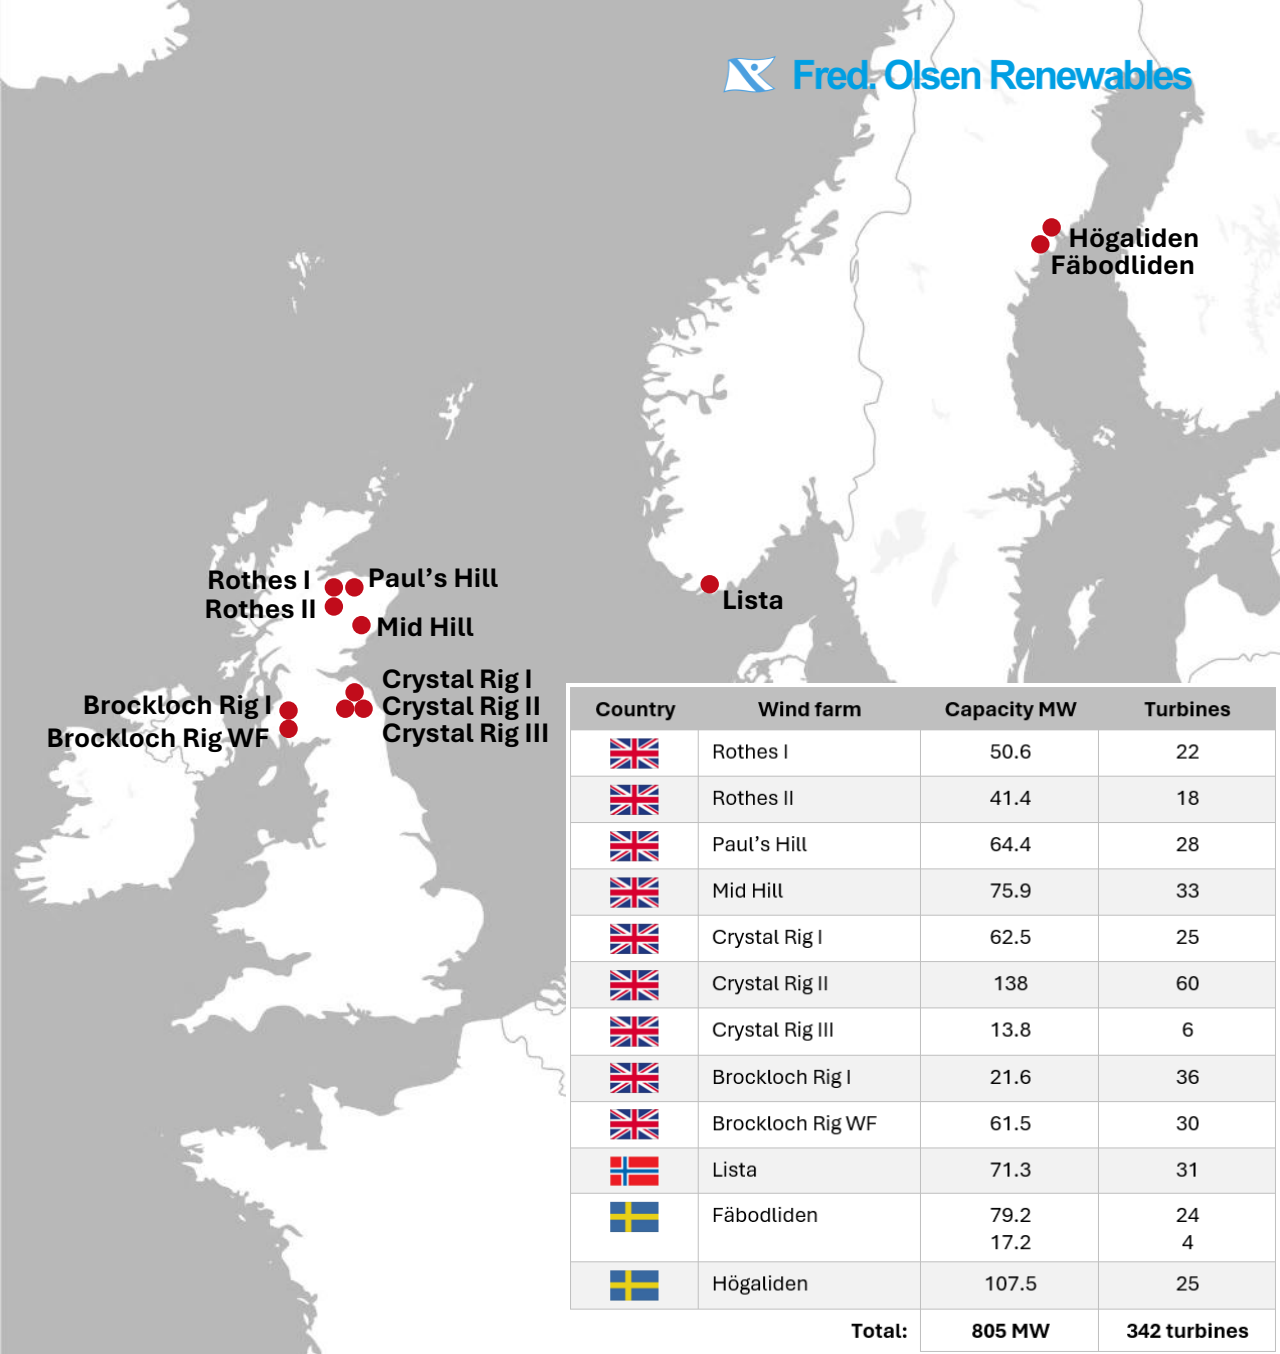 Fred. Olsen Renewables
Högaliden
Fäbodliden
Rothes I
Paul’s Hill
Rothes II
Mid Hill
Lista
Crystal Rig I
Brockloch Rig I
Crystal Rig II
Brockloch Rig WF
Crystal Rig III
Country Wind farm Capacity MW Turbines
Rothes I 50.6 22
Rothes II 41.4 18
Paul’s Hill 64.4 28
Mid Hill 75.9 33
Crystal Rig I 62.5 25
Crystal Rig II 138 60
Crystal Rig III 13.8 6
Brockloch Rig I 21.6 36
Brockloch Rig WF 61.5 30
Lista 71.3 31
Fäbodliden 79.2 24
17.2 4
Högaliden 107.5 25
Total: 805 MW 342 turbines